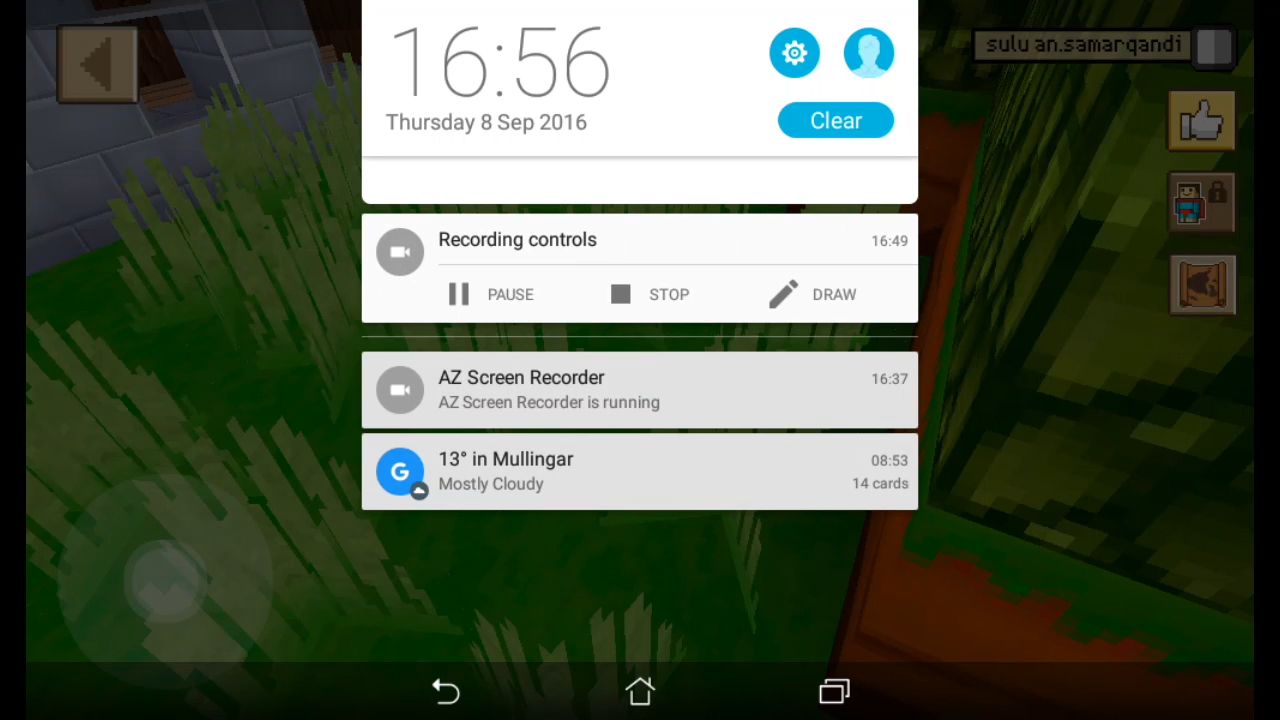 16:56
sulu an.samarqandi
Thursday 8 Sep 2016
Clear
Recording controls
16:49
PAUSE
STOP
DRAW
AZ Screen Recorder
16:37
AZ Screen Recorder is running
G
13° in Mullingar
08:53
Mostly Cloudy
14 cards